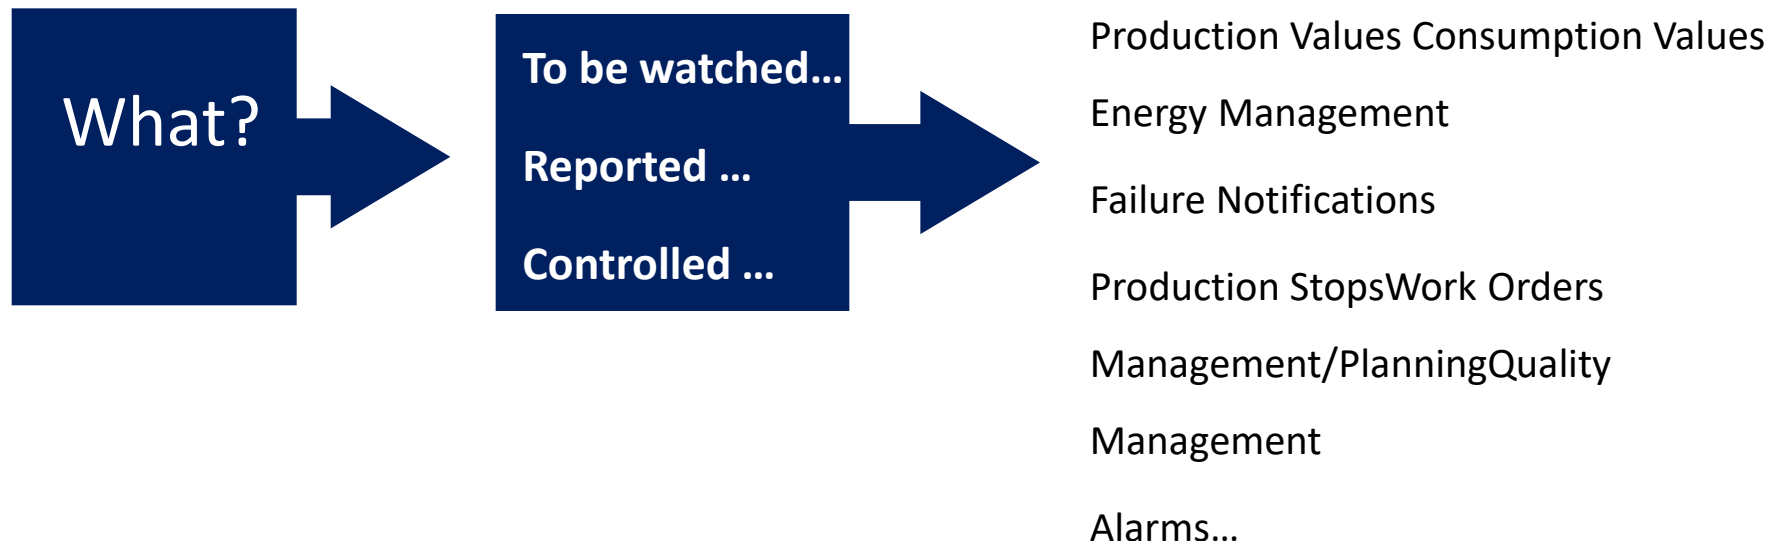 What?
To be watched…
Reported …
Controlled …
Production Values Consumption Values
Energy Management
Failure Notifications
Production StopsWork Orders
Management/PlanningQuality
Management
Alarms…